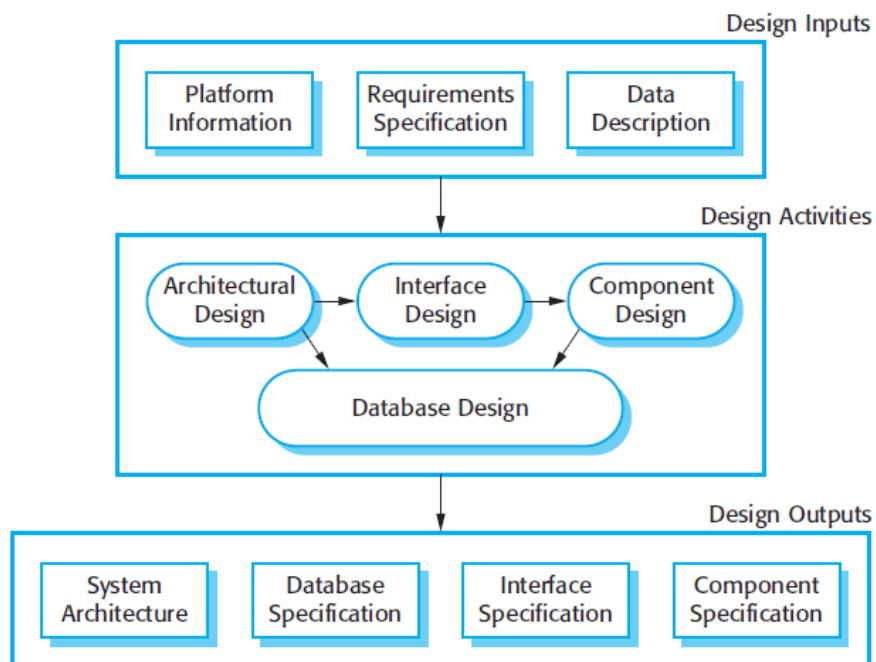 Design Inputs
Platform
Information
Requirements
Specification
Data
Description
Design Activities
Architectural
Design
Interface
Design
Component
Design
Database Design
Design Outputs
System
Architecture
Database
Specification
Interface
Specification
Component
Specification